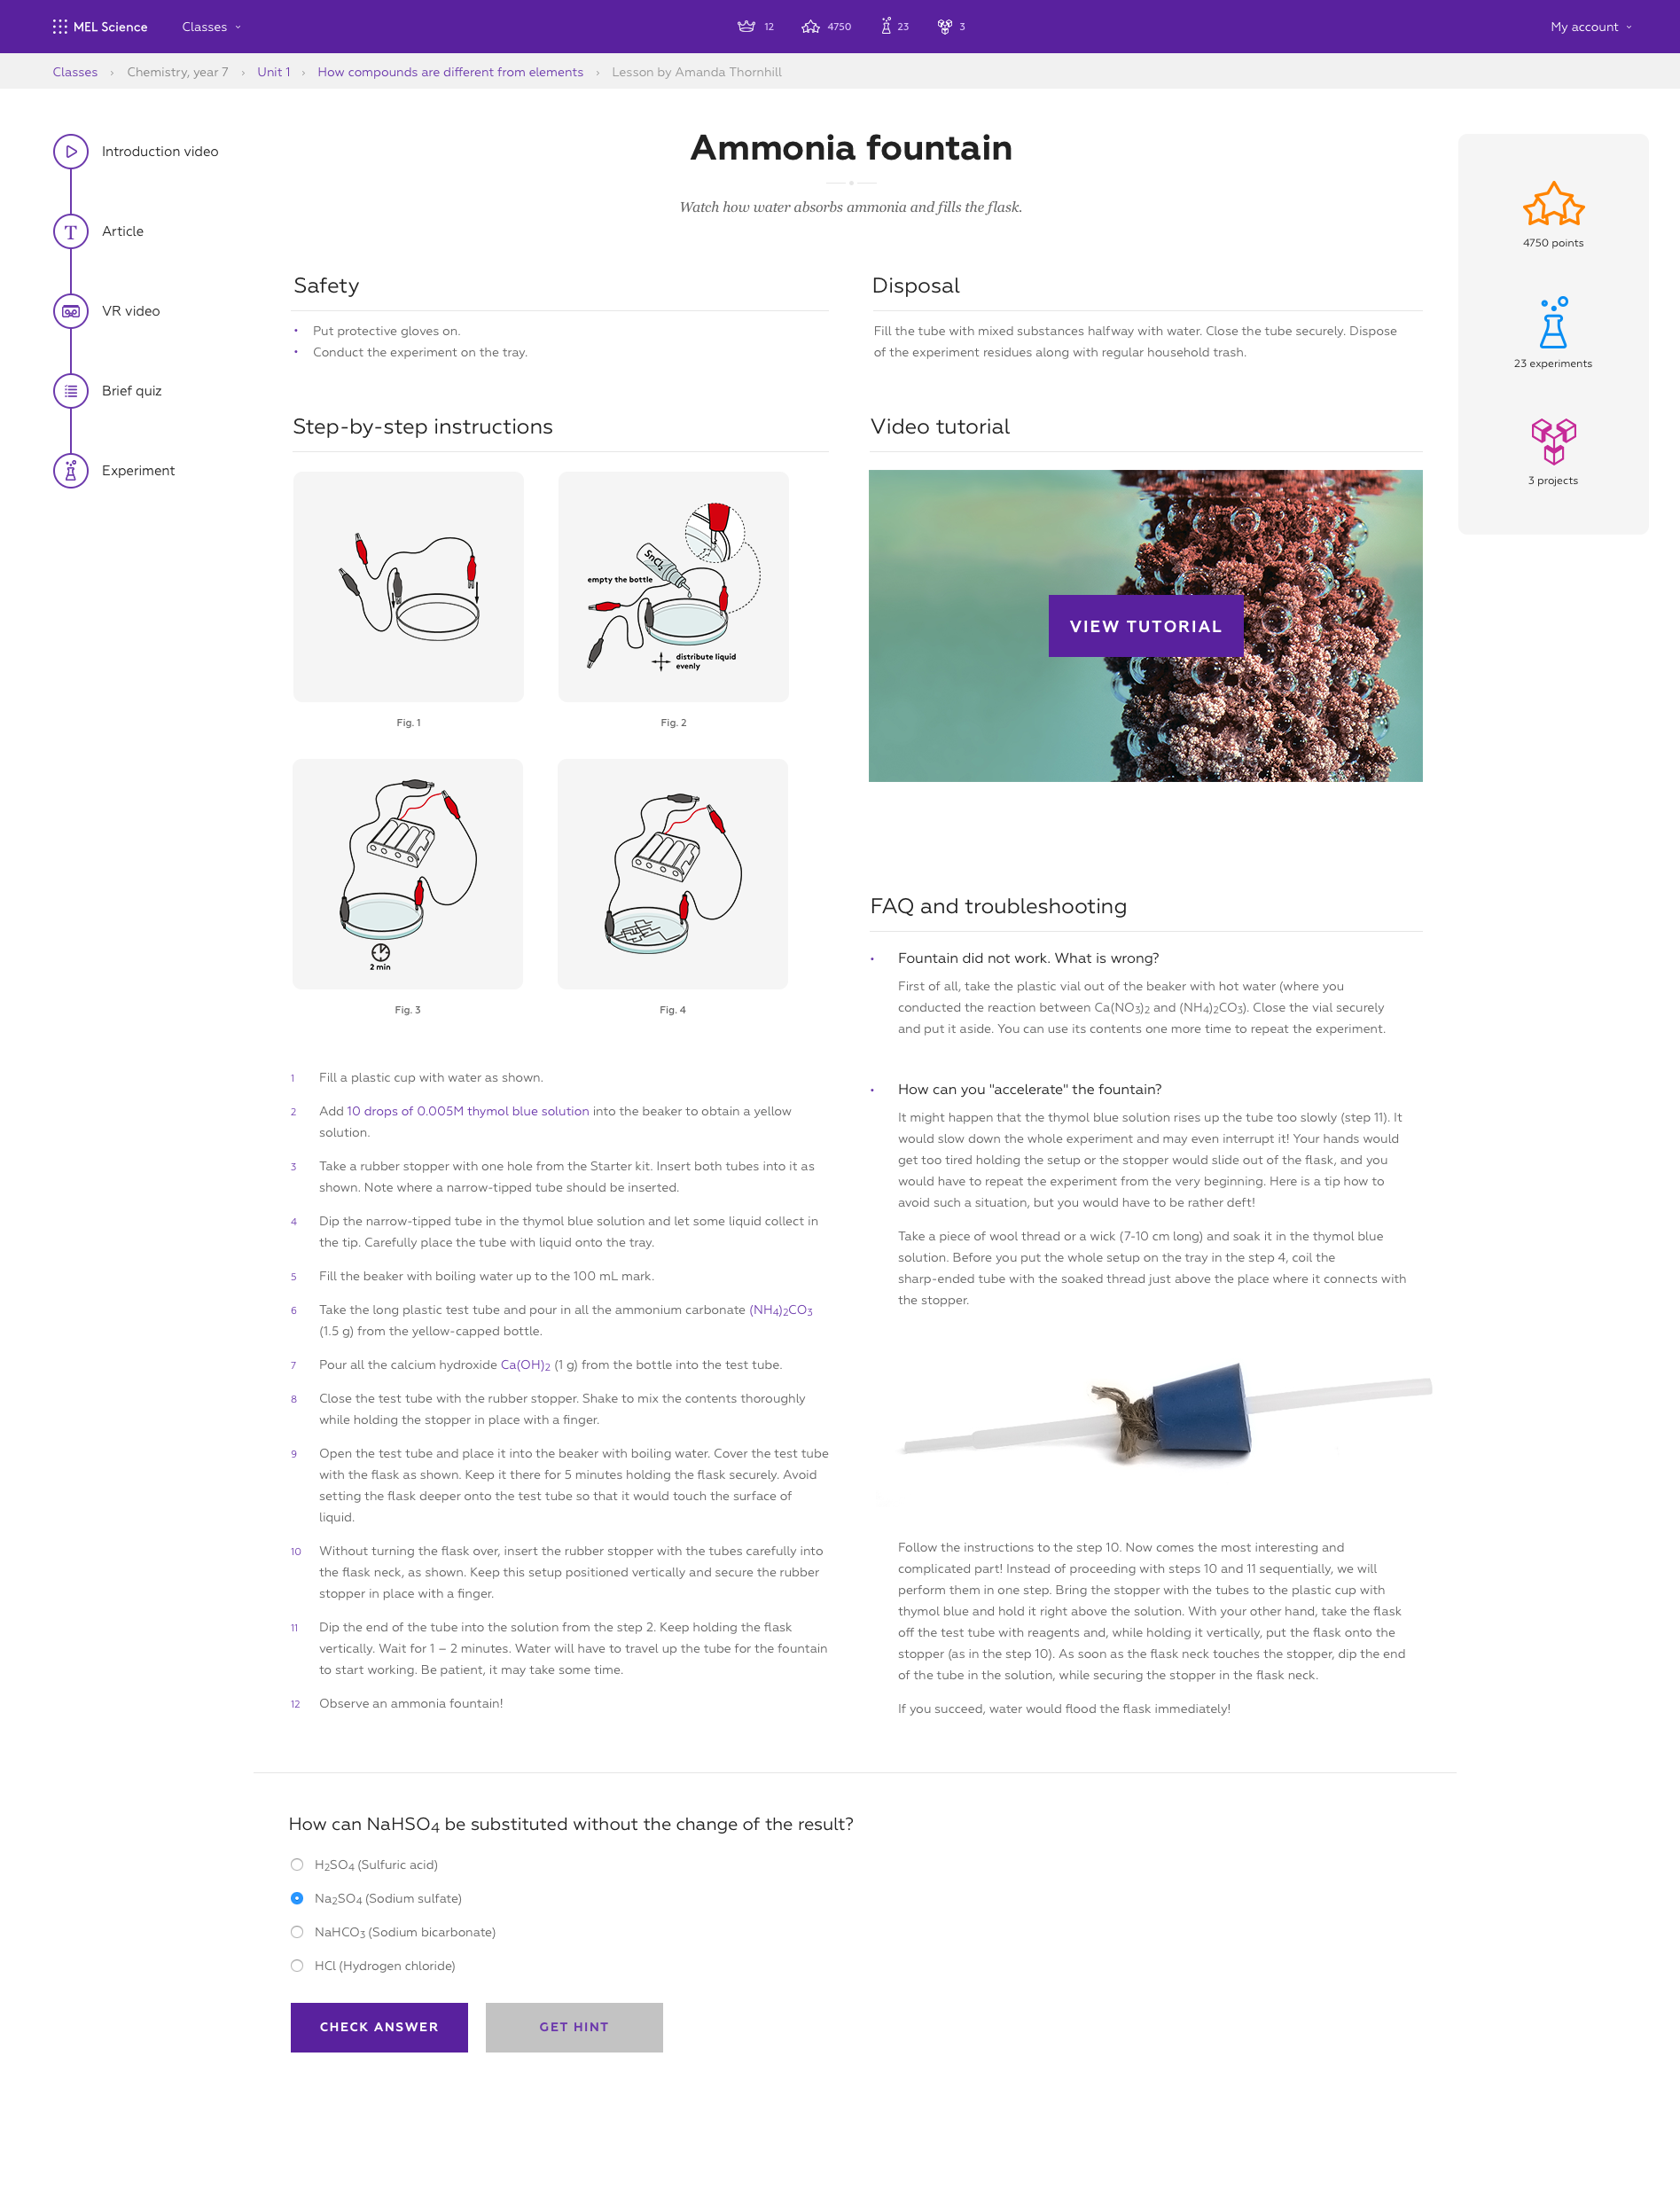 MEL Science
Classes
12
4750
23
3
My account
Classes › Chemistry, year 7 › Unit 1 › How compounds are different from elements › Lesson by Amanda Thornhill
Introduction video
Article
VR video
Brief quiz
Experiment
Ammonia fountain
Watch how water absorbs ammonia and fills the flask.
4750 points
23 experiments
3 projects
Safety
• Put protective gloves on.
• Conduct the experiment on the tray.
Disposal
Fill the tube with mixed substances halfway with water. Close the tube securely. Dispose
of the experiment residues along with regular household trash.
Step-by-step instructions
SnCl₂
empty the bottle
distribute liquid
evenly
Fig. 1
Fig. 2
2 min
Fig. 3
Fig. 4
1 Fill a plastic cup with water as shown.
2 Add 10 drops of 0.005M thymol blue solution into the beaker to obtain a yellow
solution.
3 Take a rubber stopper with one hole from the Starter kit. Insert both tubes into it as
shown. Note where a narrow-tipped tube should be inserted.
4 Dip the narrow-tipped tube in the thymol blue solution and let some liquid collect in
the tip. Carefully place the tube with liquid onto the tray.
5 Fill the beaker with boiling water up to the 100 mL mark.
6 Take the long plastic test tube and pour in all the ammonium carbonate (NH₄)₂CO₃
(1.5 g) from the yellow-capped bottle.
7 Pour all the calcium hydroxide Ca(OH)₂ (1 g) from the bottle into the test tube.
8 Close the test tube with the rubber stopper. Shake to mix the contents thoroughly
while holding the stopper in place with a finger.
9 Open the test tube and place it into the beaker with boiling water. Cover the test tube
with the flask as shown. Keep it there for 5 minutes holding the flask securely. Avoid
setting the flask deeper onto the test tube so that it would touch the surface of
liquid.
10 Without turning the flask over, insert the rubber stopper with the tubes carefully into
the flask neck, as shown. Keep this setup positioned vertically and secure the rubber
stopper in place with a finger.
11 Dip the end of the tube into the solution from the step 2. Keep holding the flask
vertically. Wait for 1 – 2 minutes. Water will have to travel up the tube for the fountain
to start working. Be patient, it may take some time.
12 Observe an ammonia fountain!
Video tutorial
VIEW TUTORIAL
FAQ and troubleshooting
• Fountain did not work. What is wrong?
First of all, take the plastic vial out of the beaker with hot water (where you
conducted the reaction between Ca(NO₃)₂ and (NH₄)₂CO₃). Close the vial securely
and put it aside. You can use its contents one more time to repeat the experiment.
• How can you "accelerate" the fountain?
It might happen that the thymol blue solution rises up the tube too slowly (step 11). It
would slow down the whole experiment and may even interrupt it! Your hands would
get too tired holding the setup or the stopper would slide out of the flask, and you
would have to repeat the experiment from the very beginning. Here is a tip how to
avoid such a situation, but you would have to be rather deft!
Take a piece of wool thread or a wick (7-10 cm long) and soak it in the thymol blue
solution. Before you put the whole setup on the tray in the step 4, coil the
sharp-ended tube with the soaked thread just above the place where it connects with
the stopper.
Follow the instructions to the step 10. Now comes the most interesting and
complicated part! Instead of proceeding with steps 10 and 11 sequentially, we will
perform them in one step. Bring the stopper with the tubes to the plastic cup with
thymol blue and hold it right above the solution. With your other hand, take the flask
off the test tube with reagents and, while holding it vertically, put the flask onto the
stopper (as in the step 10). As soon as the flask neck touches the stopper, dip the end
of the tube in the solution, while securing the stopper in the flask neck.
If you succeed, water would flood the flask immediately!
How can NaHSO₄ be substituted without the change of the result?
H₂SO₄ (Sulfuric acid)
Na₂SO₄ (Sodium sulfate)
NaHCO₃ (Sodium bicarbonate)
HCl (Hydrogen chloride)
CHECK ANSWER
GET HINT